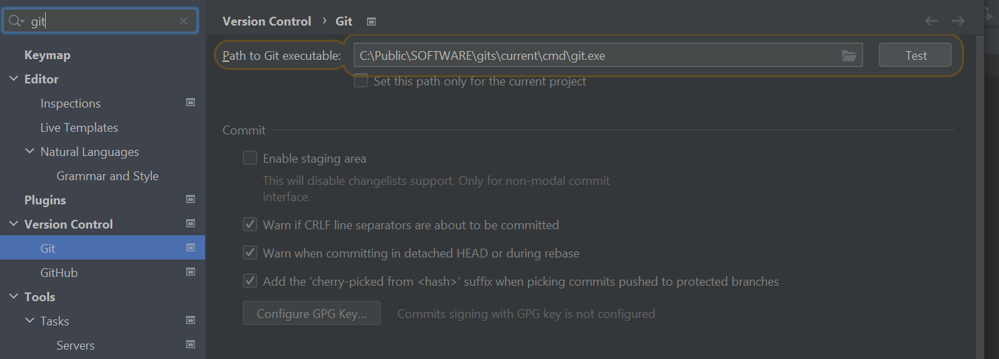 git
Keymap
Editor
Inspections
Live Templates
Natural Languages
Grammar and Style
Plugins
Version Control
Git
GitHub
Tools
Tasks
Servers
Version Control › Git
Path to Git executable: C:\Public\SOFTWARE\gits\current\cmd\git.exe Test
Set this path only for the current project
Commit
Enable staging area
This will disable changelists support. Only for non-modal commit
interface.
Warn if CRLF line separators are about to be committed
Warn when committing in detached HEAD or during rebase
Add the 'cherry-picked from <hash>' suffix when picking commits pushed to protected branches
Configure GPG Key... Commits signing with GPG key is not configured